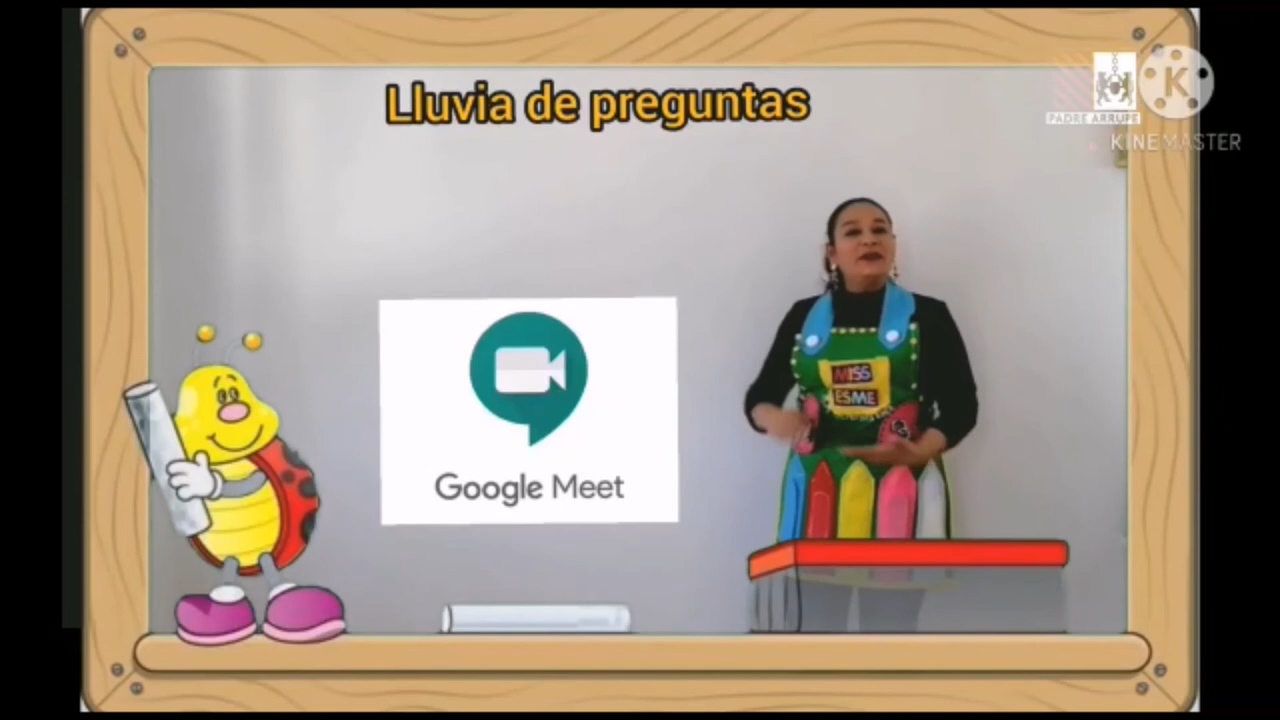 Lluvia de preguntas
PADRE ARRUPE
K
KINEMASTER
MISS
ESME
Google Meet